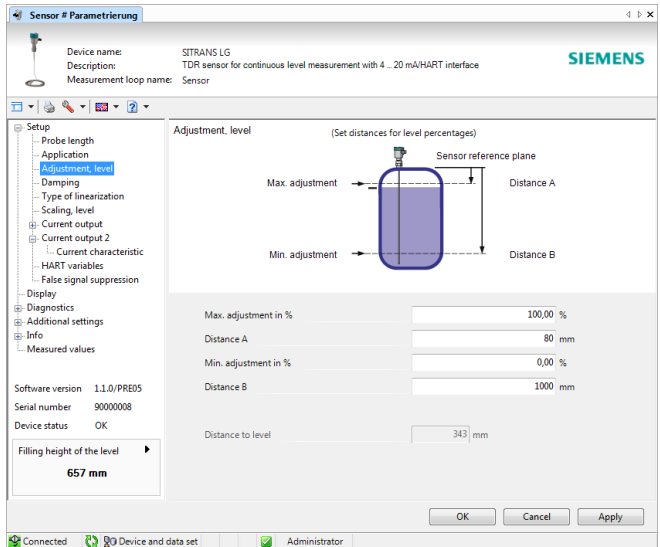 Sensor # Parametrierung
Device name: SITRANS LG
Description: TDR sensor for continuous level measurement with 4 .. 20 mA/HART interface
Measurement loop name: Sensor
SIEMENS
Setup
Probe length
Application
Adjustment, level
Damping
Type of linearization
Scaling, level
Current output
Current output 2
Current characteristic
HART variables
False signal suppression
Display
Diagnostics
Additional settings
Info
Measured values
Software version 1.1.0/PRE05
Serial number 90000008
Device status OK
Filling height of the level
657 mm
Adjustment, level
(Set distances for level percentages)
Sensor reference plane
Max. adjustment
Distance A
Min. adjustment
Distance B
Max. adjustment in % 100,00 %
Distance A 80 mm
Min. adjustment in % 0,00 %
Distance B 1000 mm
Distance to level 343 mm
OK Cancel Apply
Connected Device and data set Administrator